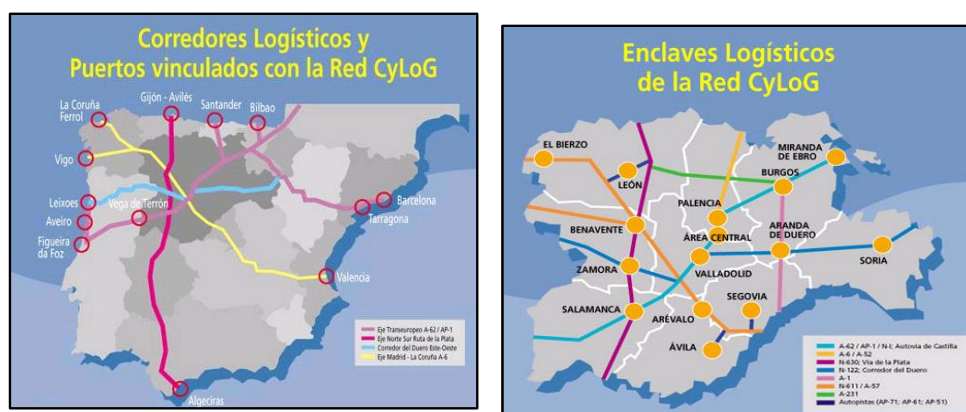 Corredores Logísticos y
Puertos vinculados con la Red CyLoG
La Coruña
Ferrol
Gijón - Avilés
Santander
Bilbao
Vigo
Leixoes
Vega de Terrón
Aveiro
Figueira
da Foz
Barcelona
Tarragona
Valencia
Algeciras
Eje Transeuropeo A-62 / AP-1
Eje Norte Sur Ruta de la Plata
Corredor del Duero Este-Oeste
Eje Madrid - La Coruña A-6
Enclaves Logísticos
de la Red CyLoG
EL BIERZO
LEÓN
MIRANDA
DE EBRO
BURGOS
PALENCIA
BENAVENTE
ÁREA CENTRAL
ARANDA
DE DUERO
ZAMORA
VALLADOLID
SORIA
SALAMANCA
ARÉVALO
SEGOVIA
ÁVILA
A-62 / AP-1 / N-I; Autovía de Castilla
A-6 / A-52
N-630; Vía de la Plata
N-122; Corredor del Duero
A-1
N-611 / A-57
A-231
Autopistas (AP-71; AP-61; AP-51)